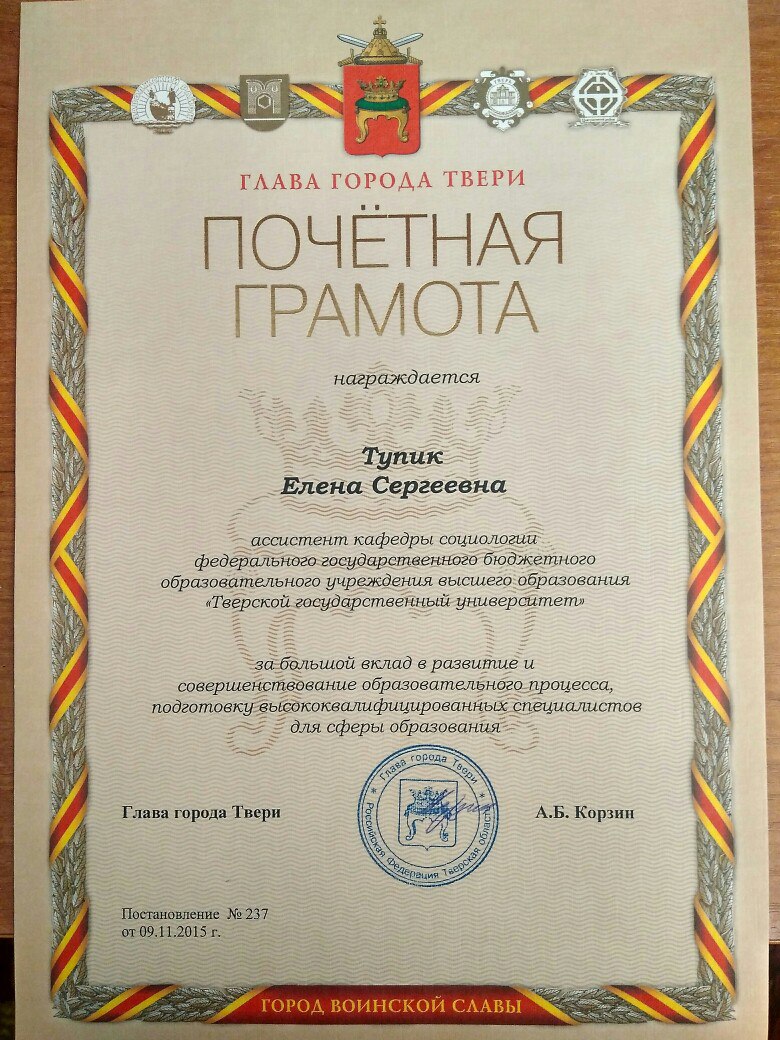 ГЛАВА ГОРОДА ТВЕРИ
ПОЧЁТНАЯ
ГРАМОТА
награждается
Тупик
Елена Сергеевна
ассистент кафедры социологии
федерального государственного бюджетного
образовательного учреждения высшего образования
«Тверской государственный университет»
за большой вклад в развитие и
совершенствование образовательного процесса,
подготовку высококвалифицированных специалистов
для сферы образования
Глава города Твери
* Глава города Твери *
Российская Федерация Тверская область
А.Б. Корзин
Постановление № 237
от 09.11.2015 г.
ГОРОД ВОИНСКОЙ СЛАВЫ